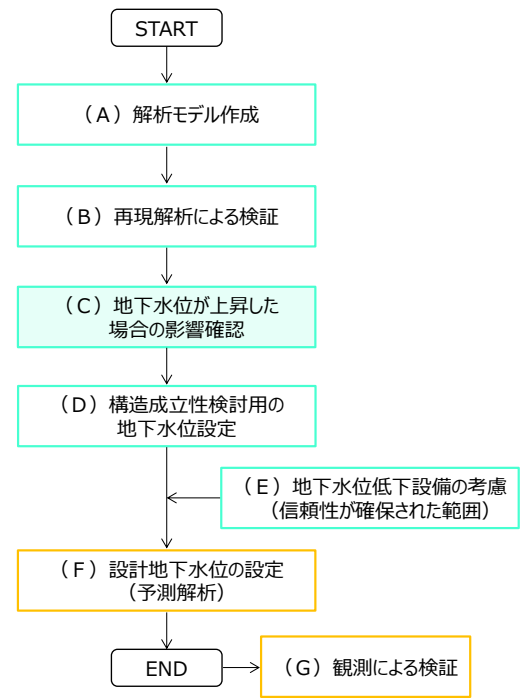 START
（A）解析モデル作成
（B）再現解析による検証
（C）地下水位が上昇した
場合の影響確認
（D）構造成立性検討用の
地下水位設定
（E）地下水位低下設備の考慮
（信頼性が確保された範囲）
（F）設計地下水位の設定
（予測解析）
END
（G）観測による検証